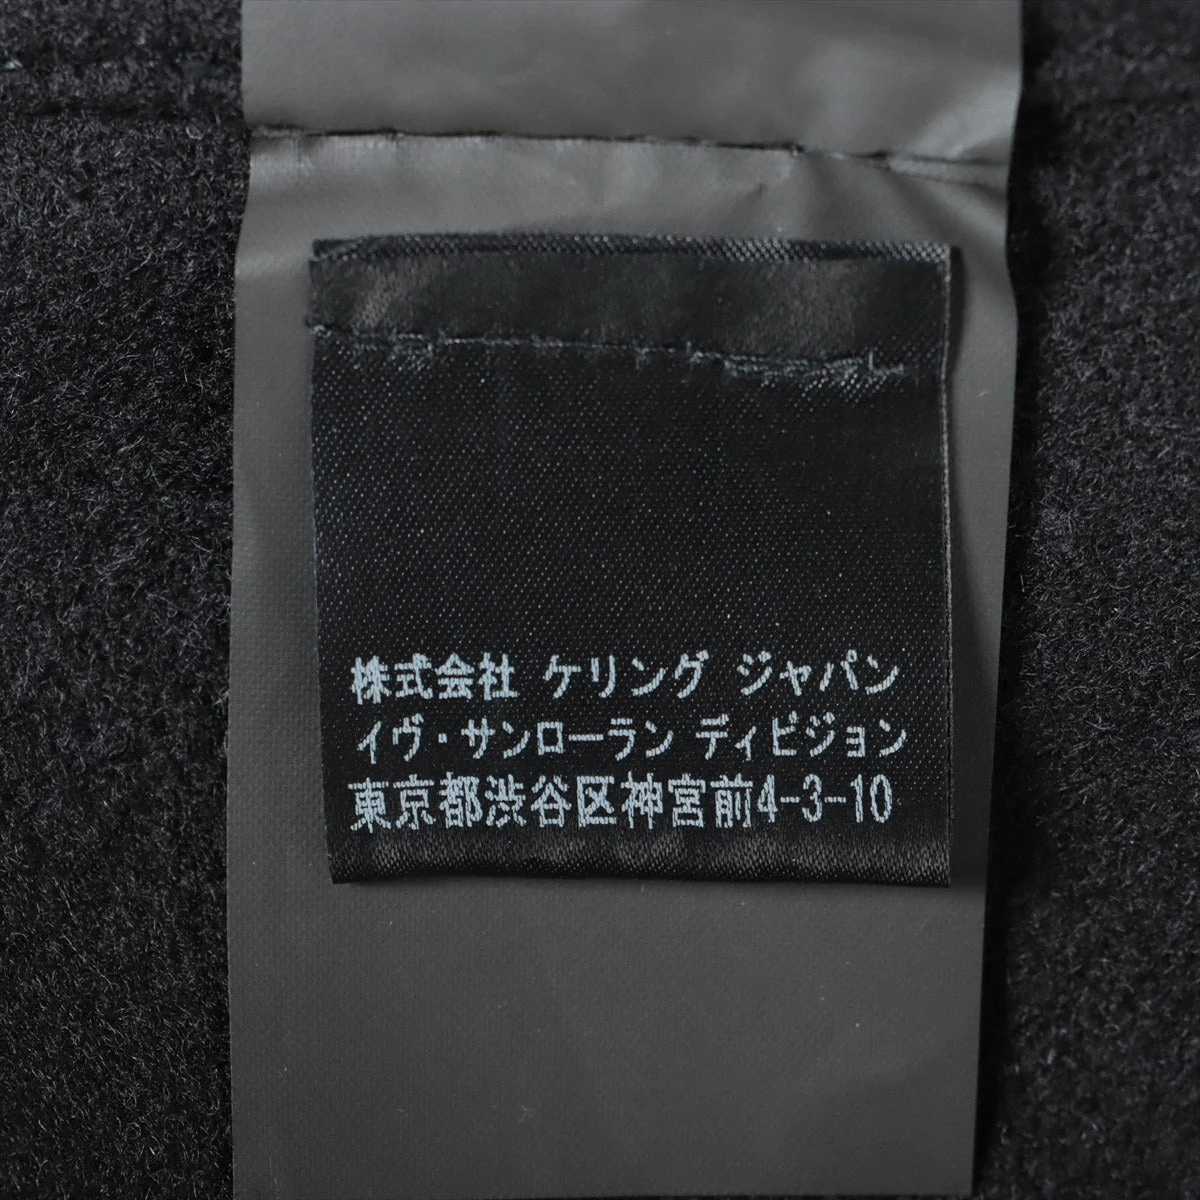 株式会社 ケリング ジャパン
イヴ・サンローラン ディビジョン
東京都渋谷区神宮前4-3-10